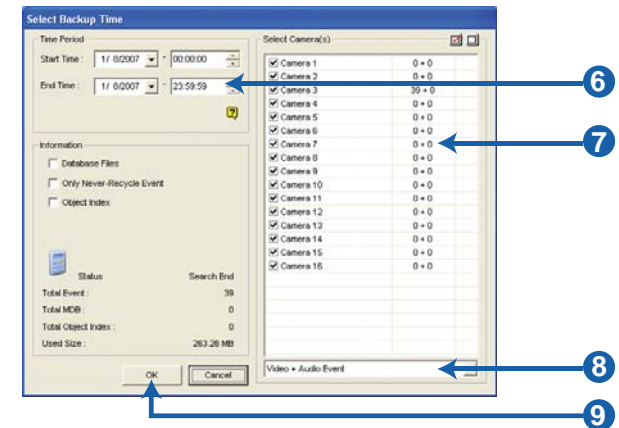 Select Backup Time
Time Period
Start Time : 1/ 8/2007 - 00:00:00
End Time : 1/ 8/2007 - 23:59:59
Information
Database Files
Only Never-Recycle Event
Object Index
Status Search End
Total Event : 39
Total MDB : 0
Total Object Index : 0
Used Size : 263.26 MB
OK Cancel
Select Camera(s)
Camera 1 0 + 0
Camera 2 0 + 0
Camera 3 39 + 0
Camera 4 0 + 0
Camera 5 0 + 0
Camera 6 0 + 0
Camera 7 0 + 0
Camera 8 0 + 0
Camera 9 0 + 0
Camera 10 0 + 0
Camera 11 0 + 0
Camera 12 0 + 0
Camera 13 0 + 0
Camera 14 0 + 0
Camera 15 0 + 0
Camera 16 0 + 0
Video + Audio Event
6
7
8
9